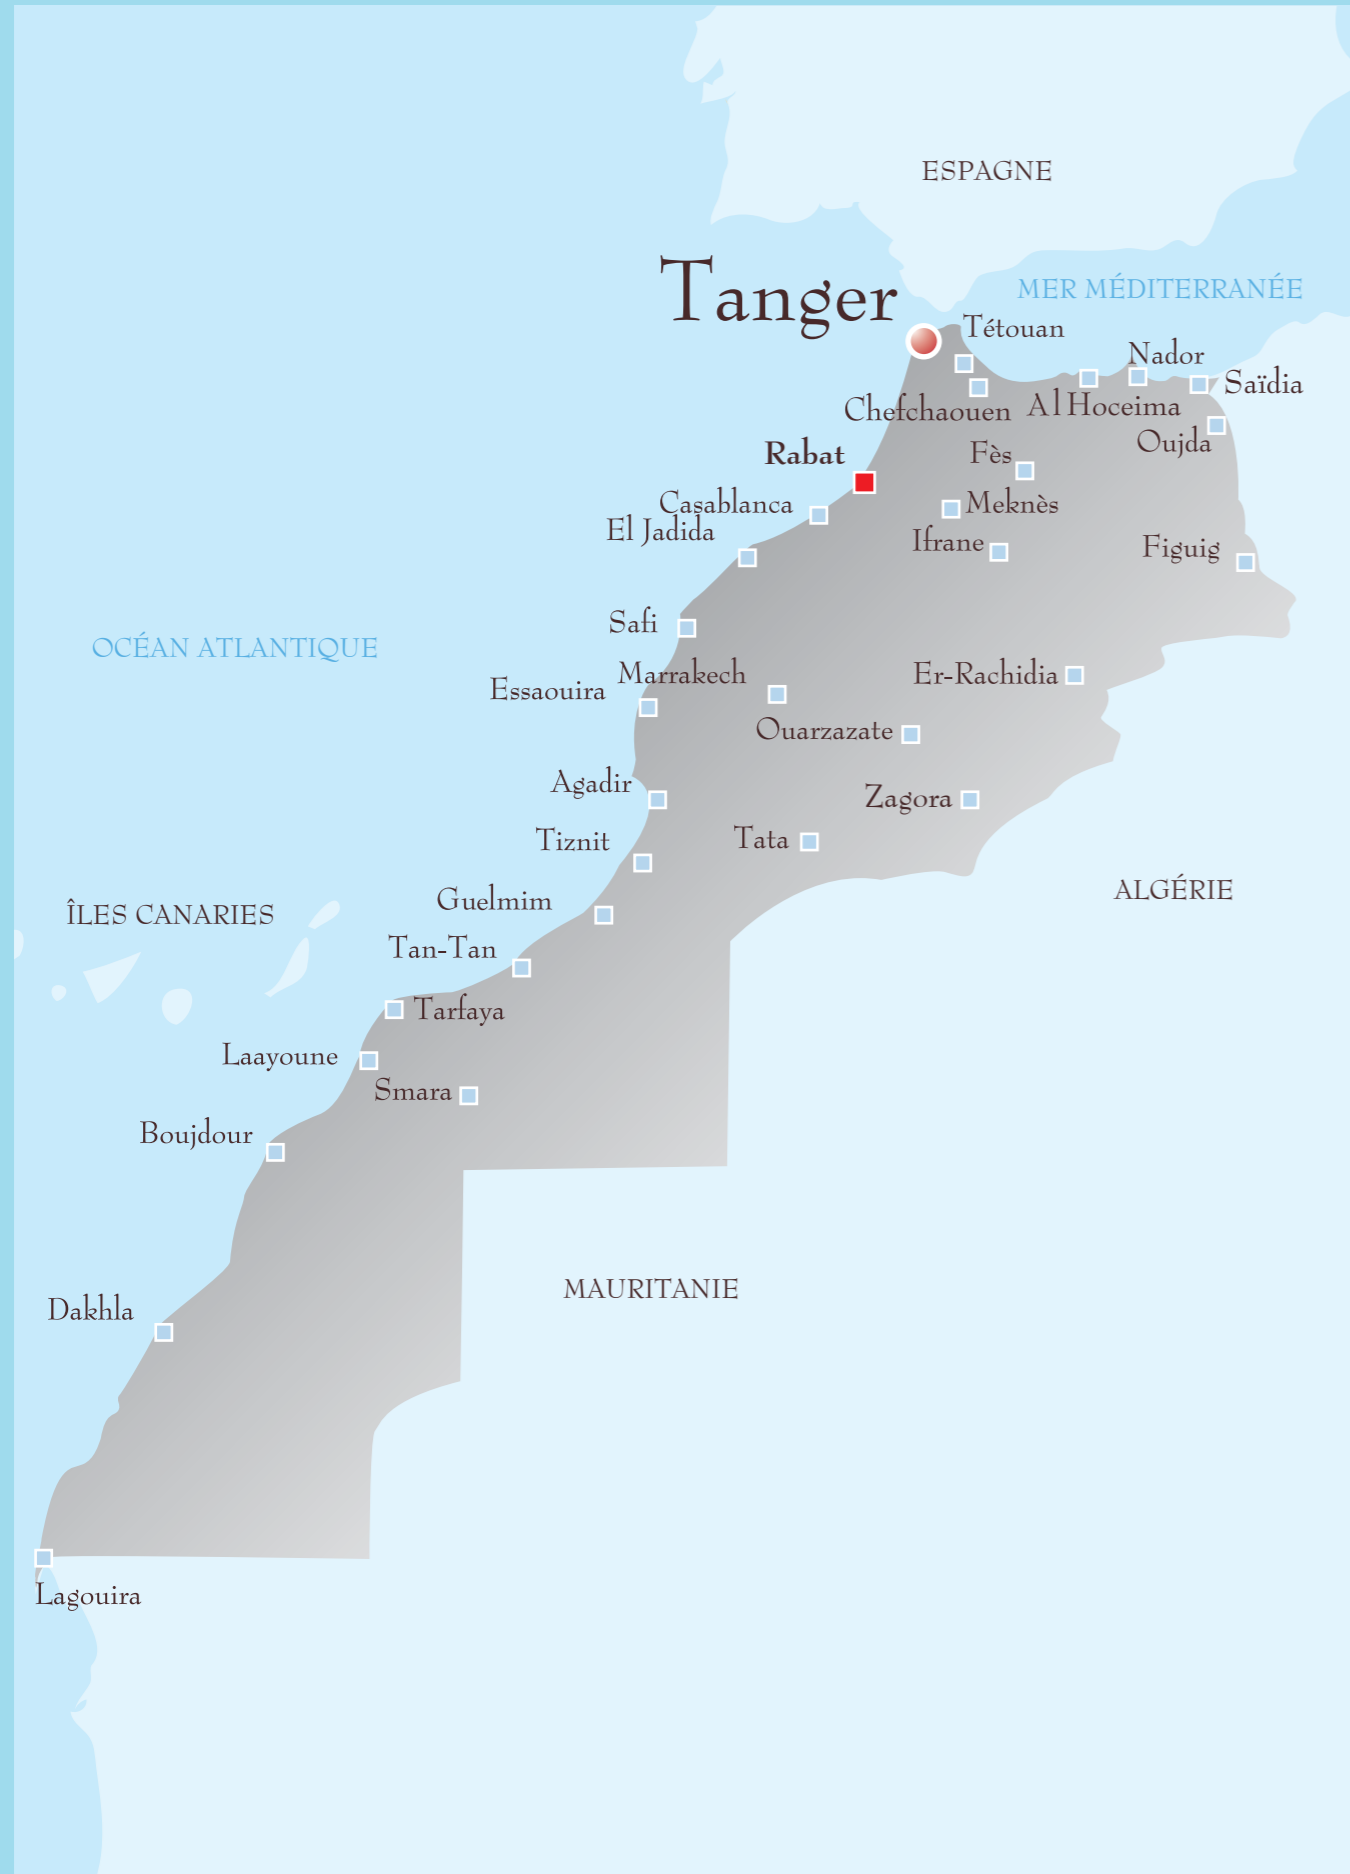 ESPAGNE
Tanger
MER MÉDITERRANÉE
Tétouan
Nador
Saïdia
Chefchaouen
Al Hoceima
Oujda
Rabat
Fès
Casablanca
Meknès
El Jadida
Ifrane
Figuig
Safi
OCÉAN ATLANTIQUE
Marrakech
Er-Rachidia
Essaouira
Ouarzazate
Agadir
Zagora
Tiznit
Tata
ALGÉRIE
Guelmim
ÎLES CANARIES
Tan-Tan
Tarfaya
Laayoune
Smara
Boujdour
MAURITANIE
Dakhla
Lagouira